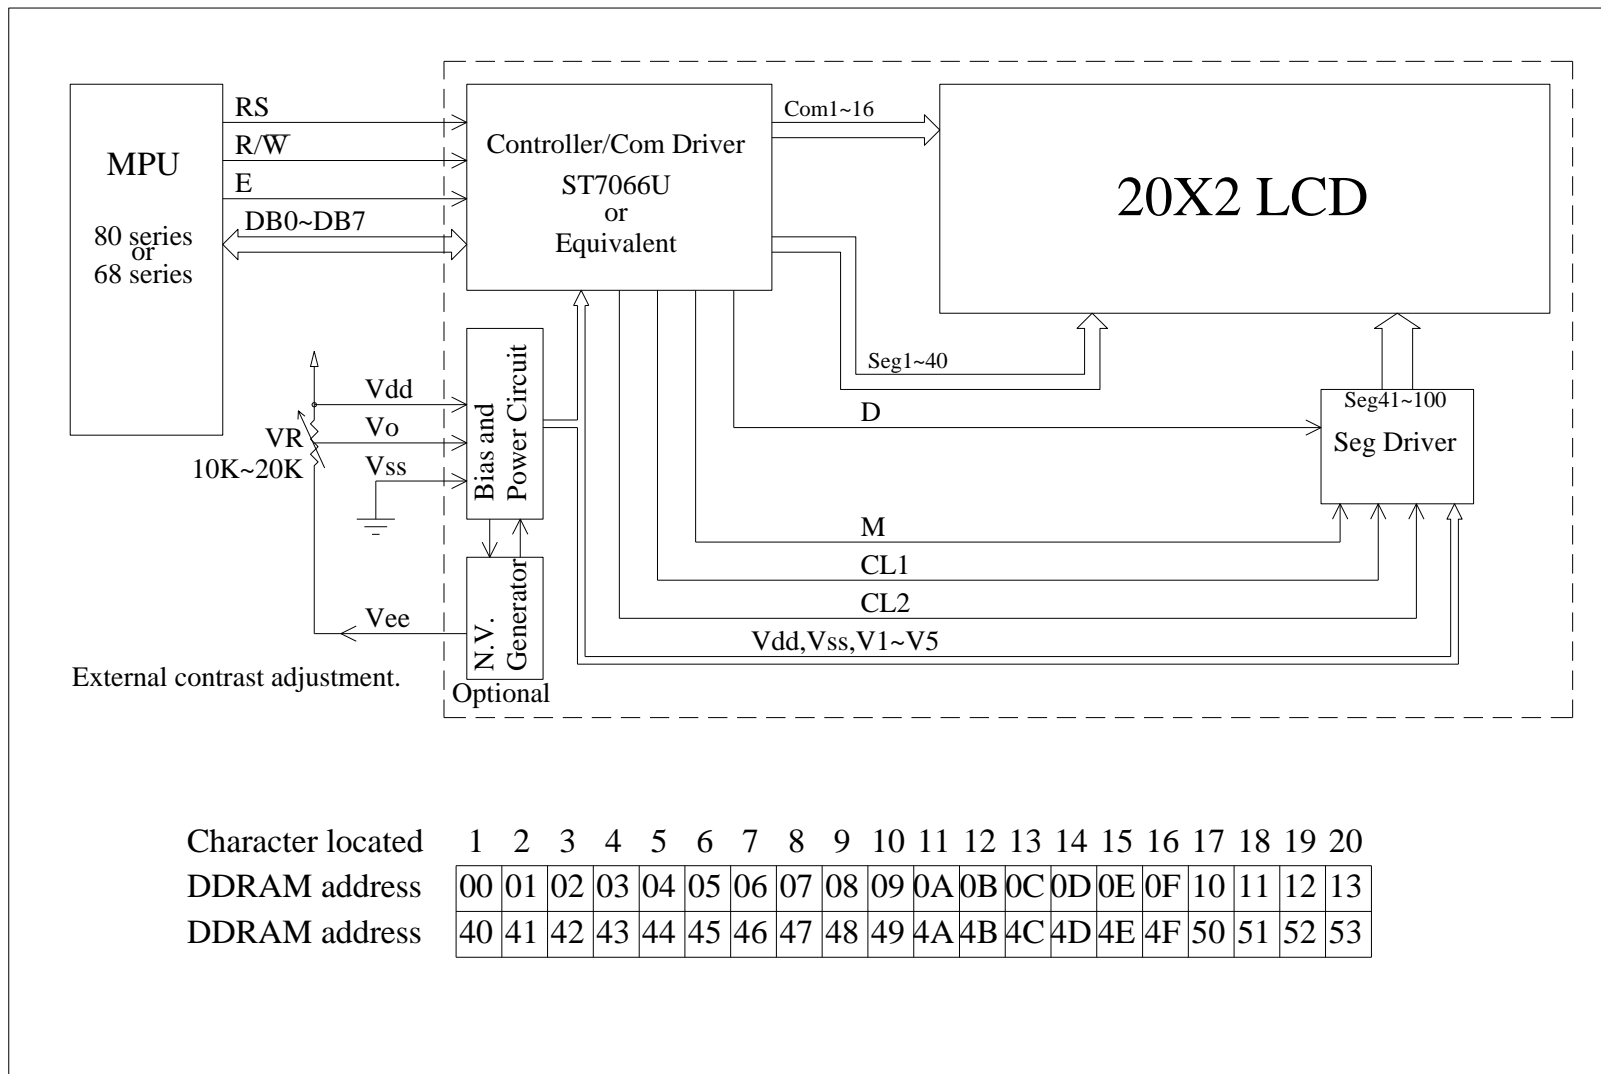 MPU
80 series
or
68 series
RS
R/W̅
E
DB0~DB7
Controller/Com Driver
ST7066U
or
Equivalent
Com1~16
20X2 LCD
Seg1~40
Seg41~100
Seg Driver
D
M
CL1
CL2
Vdd,Vss,V1~V5
Bias and
Power Circuit
N.V.
Generator
Optional
Vdd
Vo
Vss
VR
10K~20K
Vee
External contrast adjustment.
Character located 1 2 3 4 5 6 7 8 9 10 11 12 13 14 15 16 17 18 19 20
DDRAM address 00 01 02 03 04 05 06 07 08 09 0A 0B 0C 0D 0E 0F 10 11 12 13
DDRAM address 40 41 42 43 44 45 46 47 48 49 4A 4B 4C 4D 4E 4F 50 51 52 53